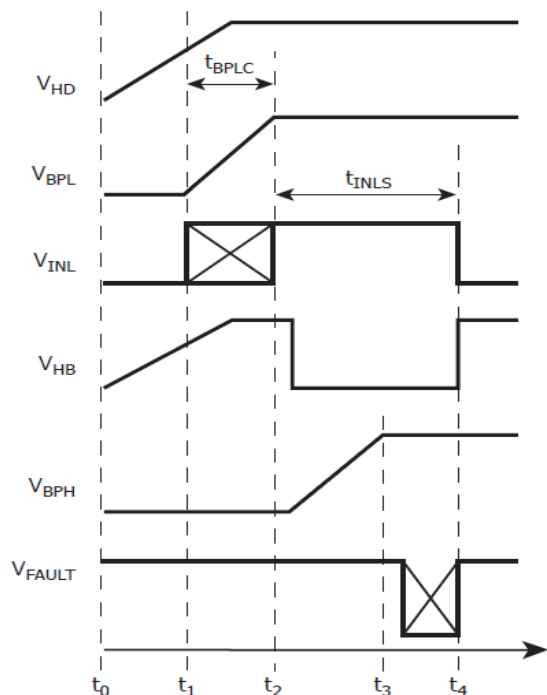 V_HD
t_BPLC
V_BPL
t_INLS
V_INL
V_HB
V_BPH
V_FAULT
t_0 t_1 t_2 t_3 t_4